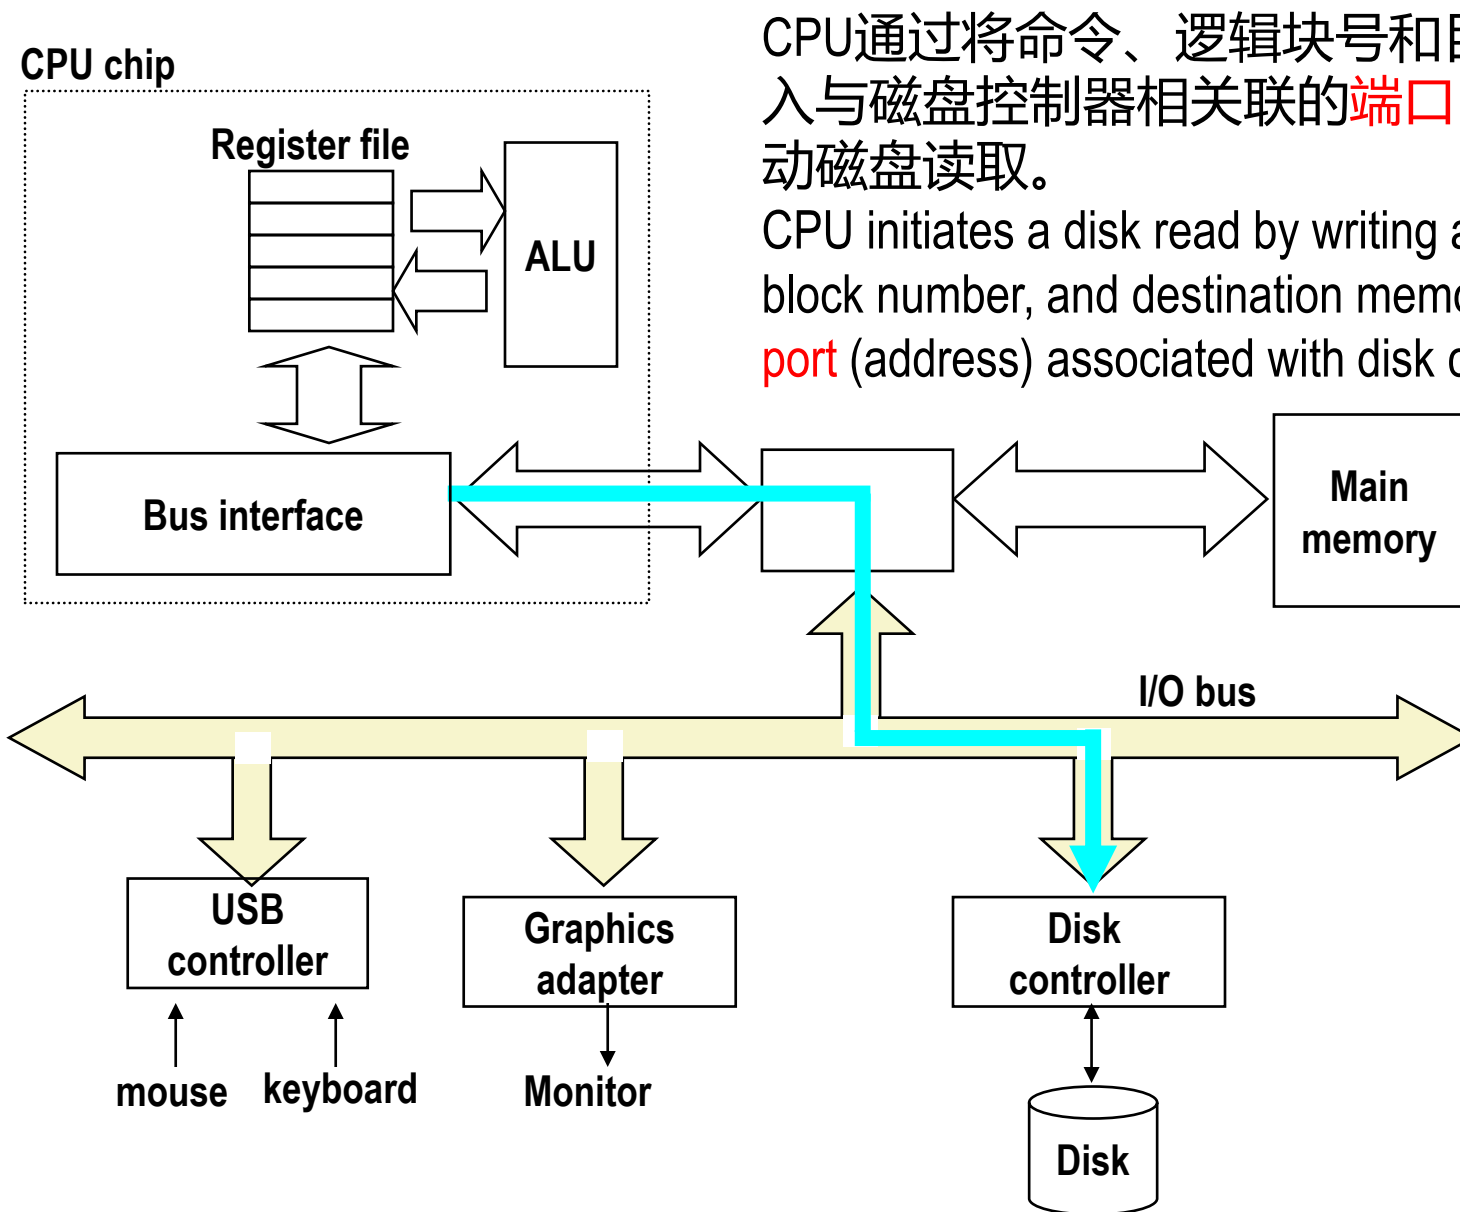 CPU通过将命令、逻辑块号和
入与磁盘控制器相关联的端口
动磁盘读取。
CPU initiates a disk read by writing
block number, and destination
port (address) associated with disk
CPU chip
Register file
ALU
Bus interface
Main
memory
I/O bus
USB
controller
Graphics
adapter
Disk
controller
mouse
keyboard
Monitor
Disk